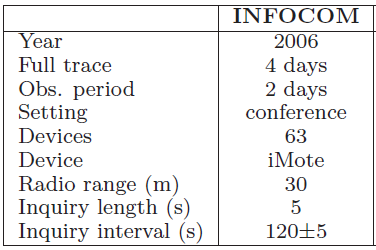 INFOCOM
Year 2006
Full trace 4 days
Obs. period 2 days
Setting conference
Devices 63
Device iMote
Radio range (m) 30
Inquiry length (s) 5
Inquiry interval (s) 120±5